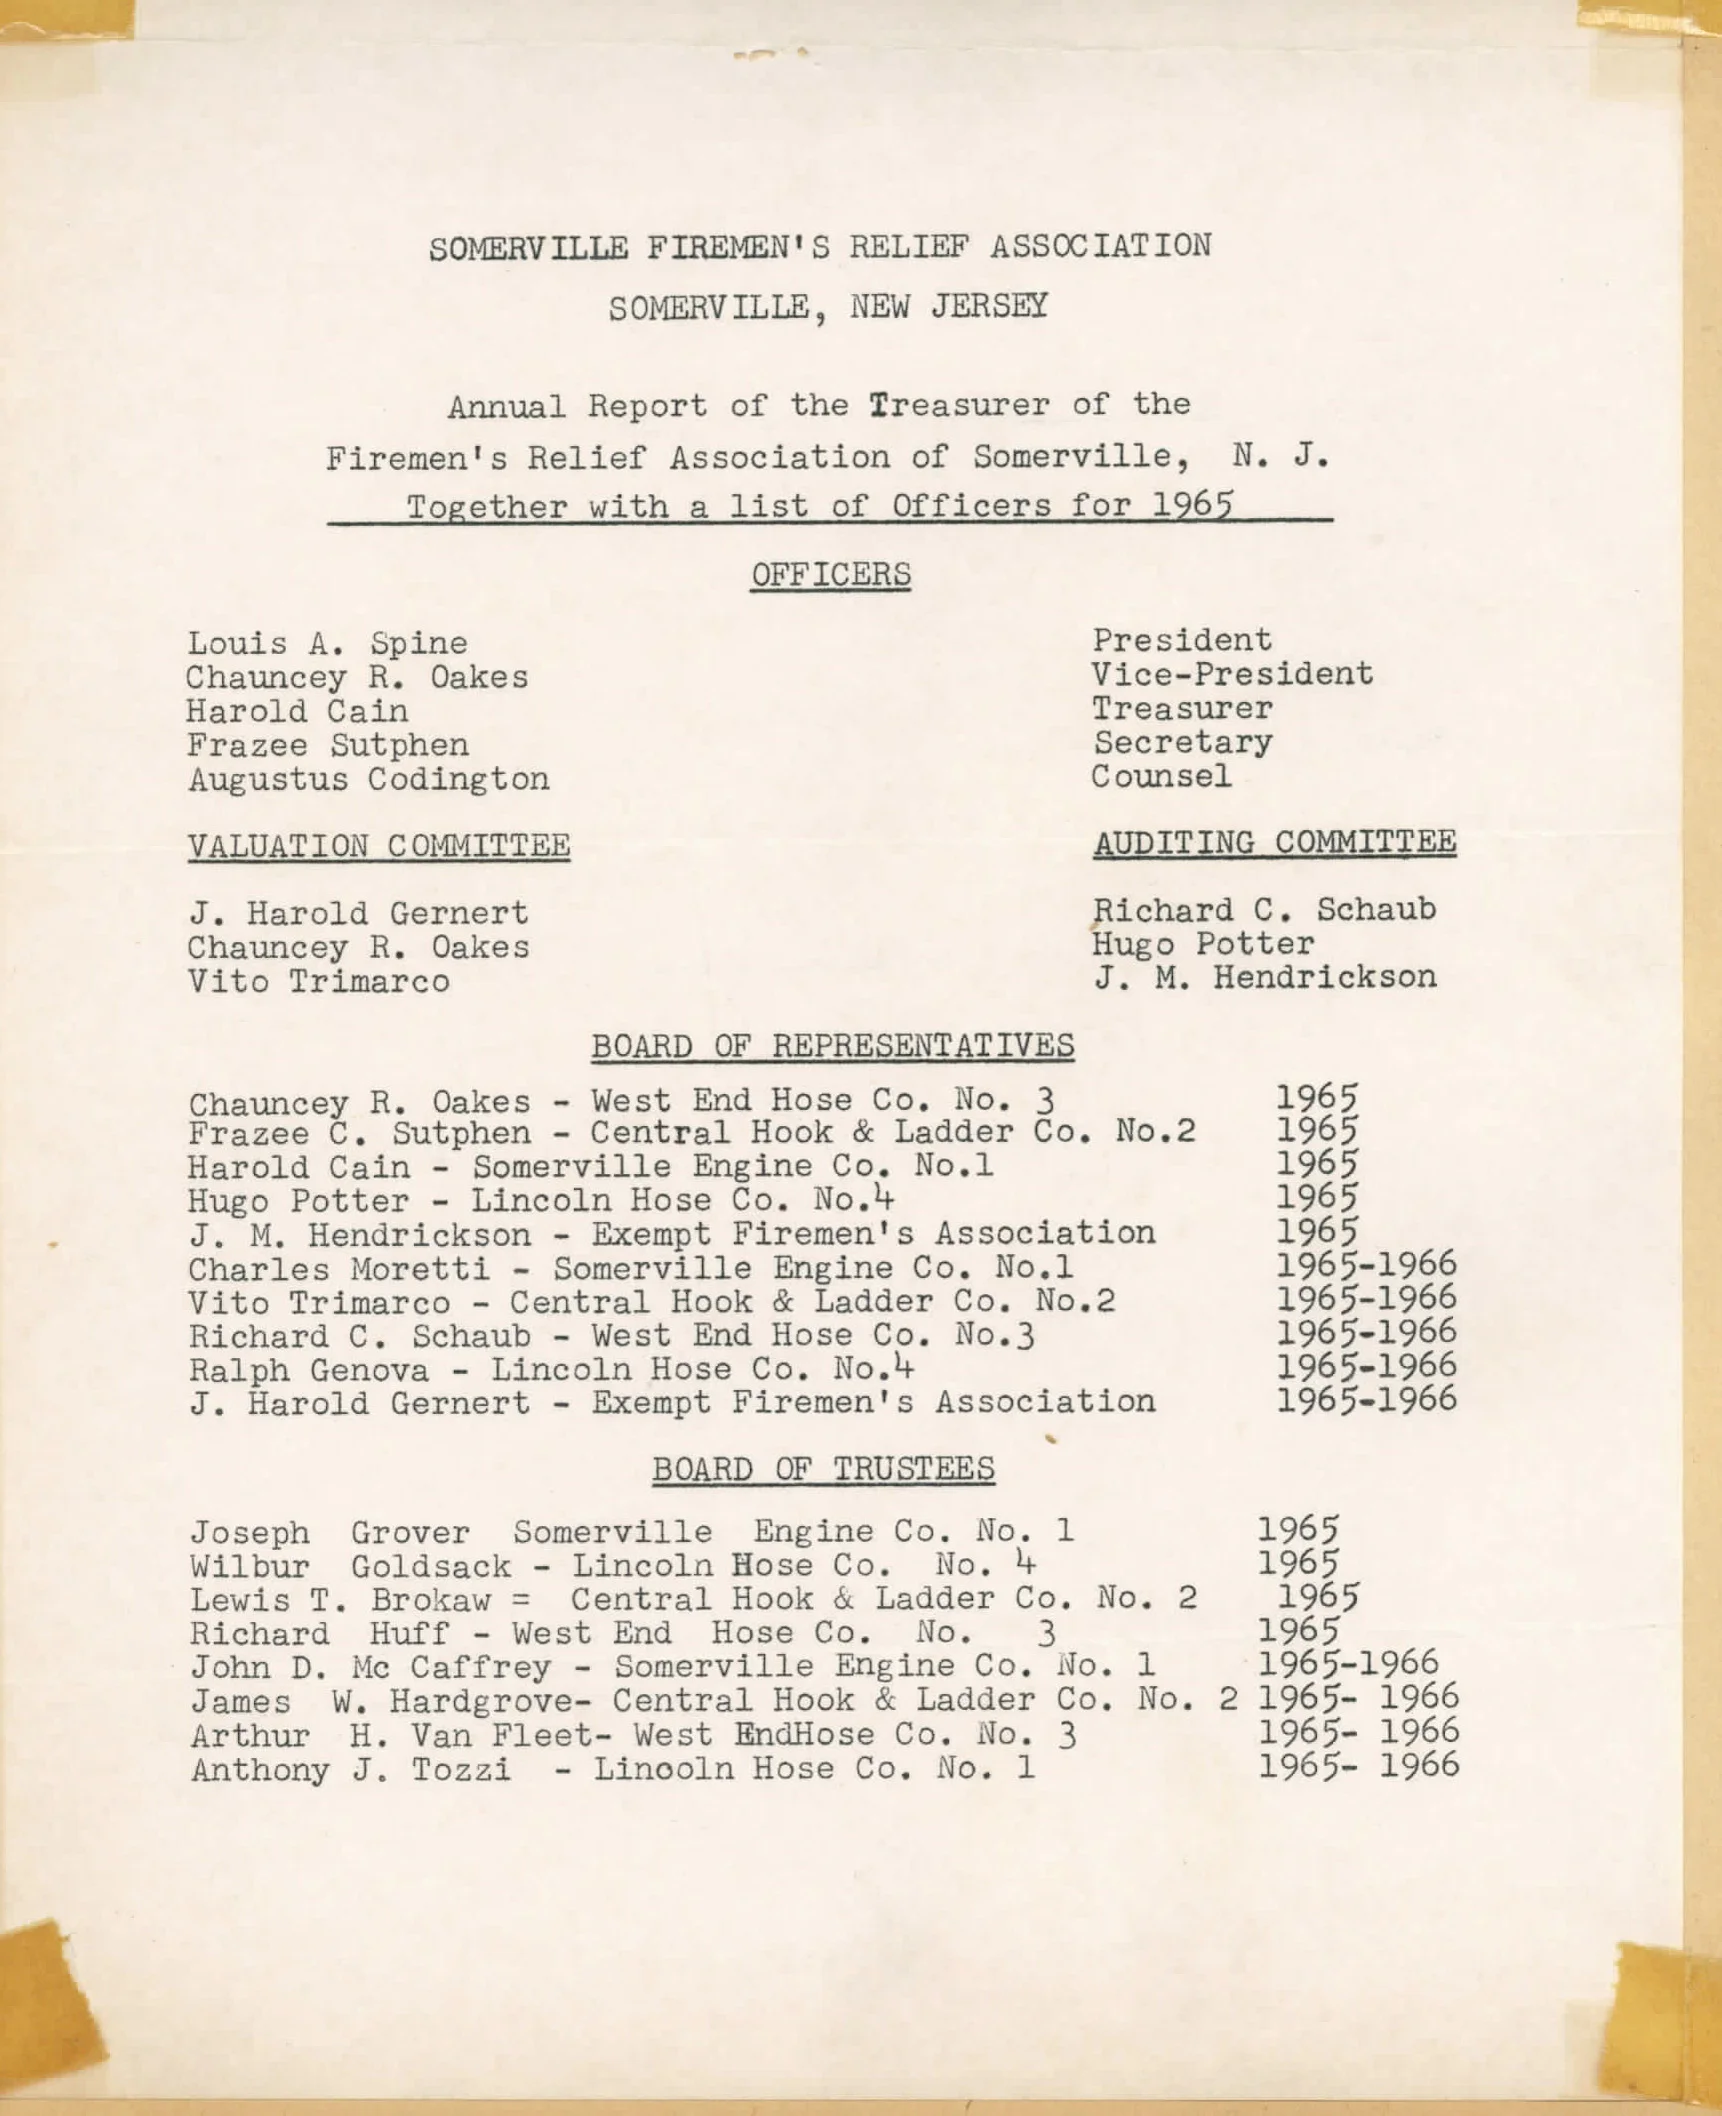 SOMERVILLE FIREMEN'S RELIEF ASSOCIATION
SOMERVILLE, NEW JERSEY
Annual Report of the Treasurer of the
Firemen's Relief Association of Somerville, N. J.
Together with a list of Officers for 1965
OFFICERS
Louis A. Spine President
Chauncey R. Oakes Vice-President
Harold Cain Treasurer
Frazee Sutphen Secretary
Augustus Codington Counsel
VALUATION COMMITTEE AUDITING COMMITTEE
J. Harold Gernert Richard C. Schaub
Chauncey R. Oakes Hugo Potter
Vito Trimarco J. M. Hendrickson
BOARD OF REPRESENTATIVES
Chauncey R. Oakes - West End Hose Co. No. 3 1965
Frazee C. Sutphen - Central Hook & Ladder Co. No.2 1965
Harold Cain - Somerville Engine Co. No.1 1965
Hugo Potter - Lincoln Hose Co. No.4 1965
J. M. Hendrickson - Exempt Firemen's Association 1965
Charles Moretti - Somerville Engine Co. No.1 1965-1966
Vito Trimarco - Central Hook & Ladder Co. No.2 1965-1966
Richard C. Schaub - West End Hose Co. No.3 1965-1966
Ralph Genova - Lincoln Hose Co. No.4 1965-1966
J. Harold Gernert - Exempt Firemen's Association 1965-1966
BOARD OF TRUSTEES
Joseph Grover Somerville Engine Co. No. 1 1965
Wilbur Goldsack - Lincoln Hose Co. No. 4 1965
Lewis T. Brokaw = Central Hook & Ladder Co. No. 2 1965
Richard Huff - West End Hose Co. No. 3 1965
John D. Mc Caffrey - Somerville Engine Co. No. 1 1965-1966
James W. Hardgrove- Central Hook & Ladder Co. No. 2 1965- 1966
Arthur H. Van Fleet- West EndHose Co. No. 3 1965- 1966
Anthony J. Tozzi - Linooln Hose Co. No. 1 1965- 1966